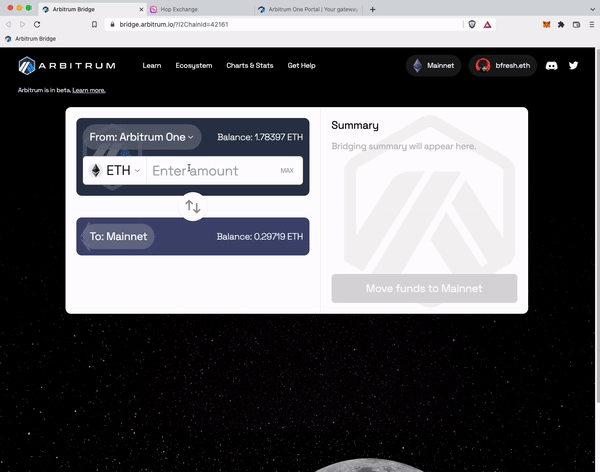 Arbitrum Bridge
Hop Exchange
Arbitrum One Portal | Your gateway
bridge.arbitrum.io/?l2ChainId=42161
Arbitrum Bridge
ARBITRUM
Learn
Ecosystem
Charts & Stats
Get Help
Mainnet
bfresh.eth
Arbitrum is in beta. Learn more.
From: Arbitrum One
Balance: 1.78397 ETH
ETH
Enter amount
MAX
To: Mainnet
Balance: 0.29719 ETH
Summary
Bridging summary will appear here.
Move funds to Mainnet